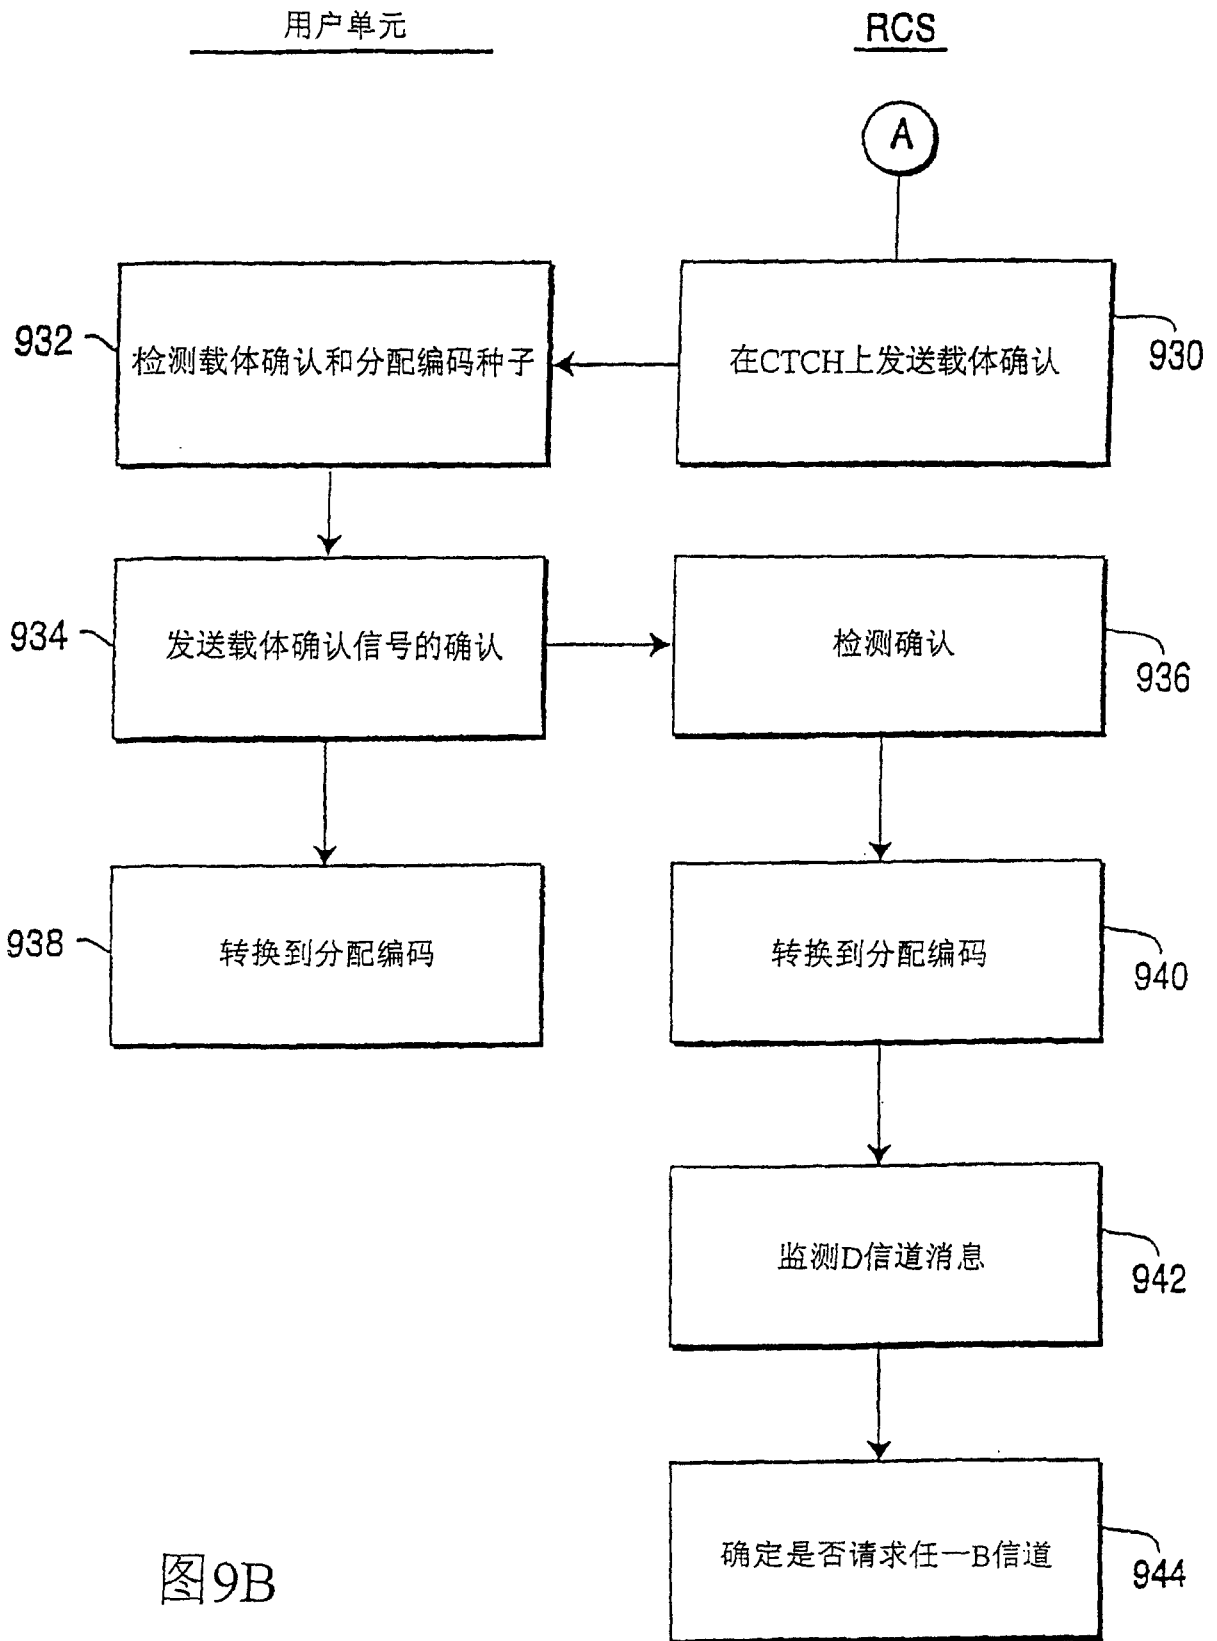 用户单元
RCS
A
932
检测载体确认和分配编码种子
在CTCH上发送载体确认
930
934
发送载体确认信号的确认
检测确认
936
938
转换到分配编码
转换到分配编码
940
监测D信道消息
942
确定是否请求任一B信道
944
图9B